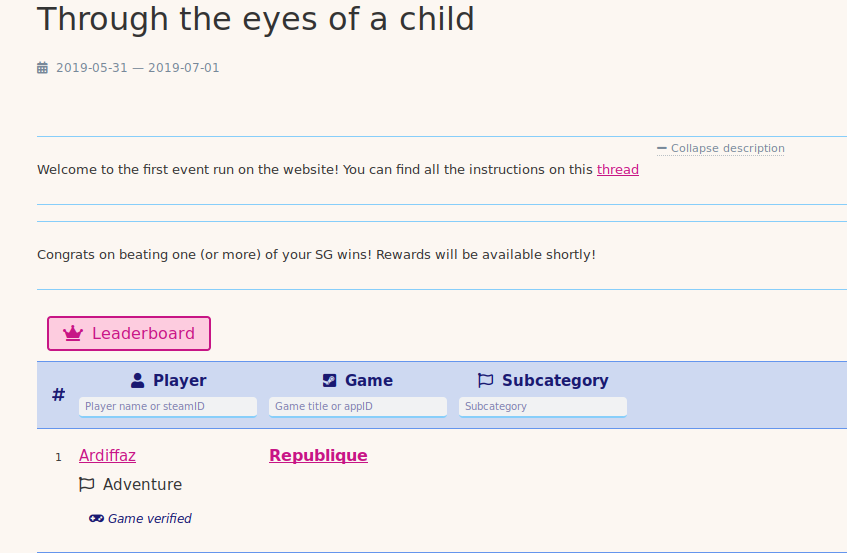 Through the eyes of a child
2019-05-31 — 2019-07-01
Collapse description
Welcome to the first event run on the website! You can find all the instructions on this thread
Congrats on beating one (or more) of your SG wins! Rewards will be available shortly!
Leaderboard
# Player Game Subcategory
Player name or steamID Game title or appID Subcategory
1 Ardiffaz Republique
Adventure
Game verified